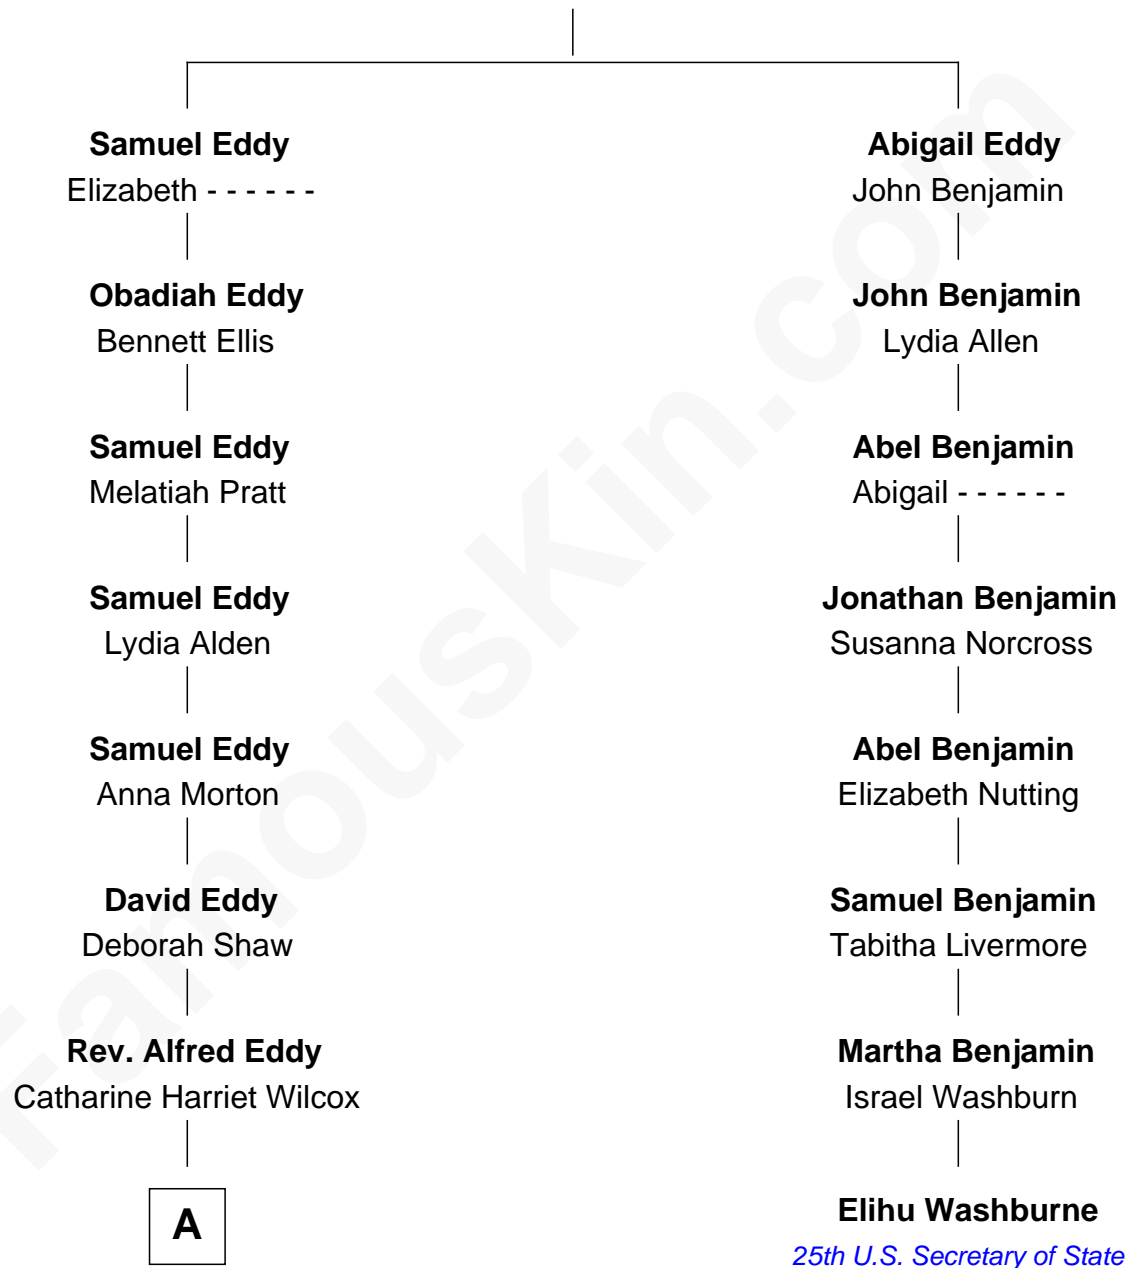 Samuel Eddy
Elizabeth - - - - - -
Abigail Eddy
John Benjamin
Obadiah Eddy
Bennett Ellis
John Benjamin
Lydia Allen
Samuel Eddy
Melatiah Pratt
Abel Benjamin
Abigail - - - - - -
Samuel Eddy
Lydia Alden
Jonathan Benjamin
Susanna Norcross
Samuel Eddy
Anna Morton
Abel Benjamin
Elizabeth Nutting
David Eddy
Deborah Shaw
Samuel Benjamin
Tabitha Livermore
Rev. Alfred Eddy
Catharine Harriet Wilcox
Martha Benjamin
Israel Washburn
A
Elihu Washburne
25th U.S. Secretary of State
FamousKin.com